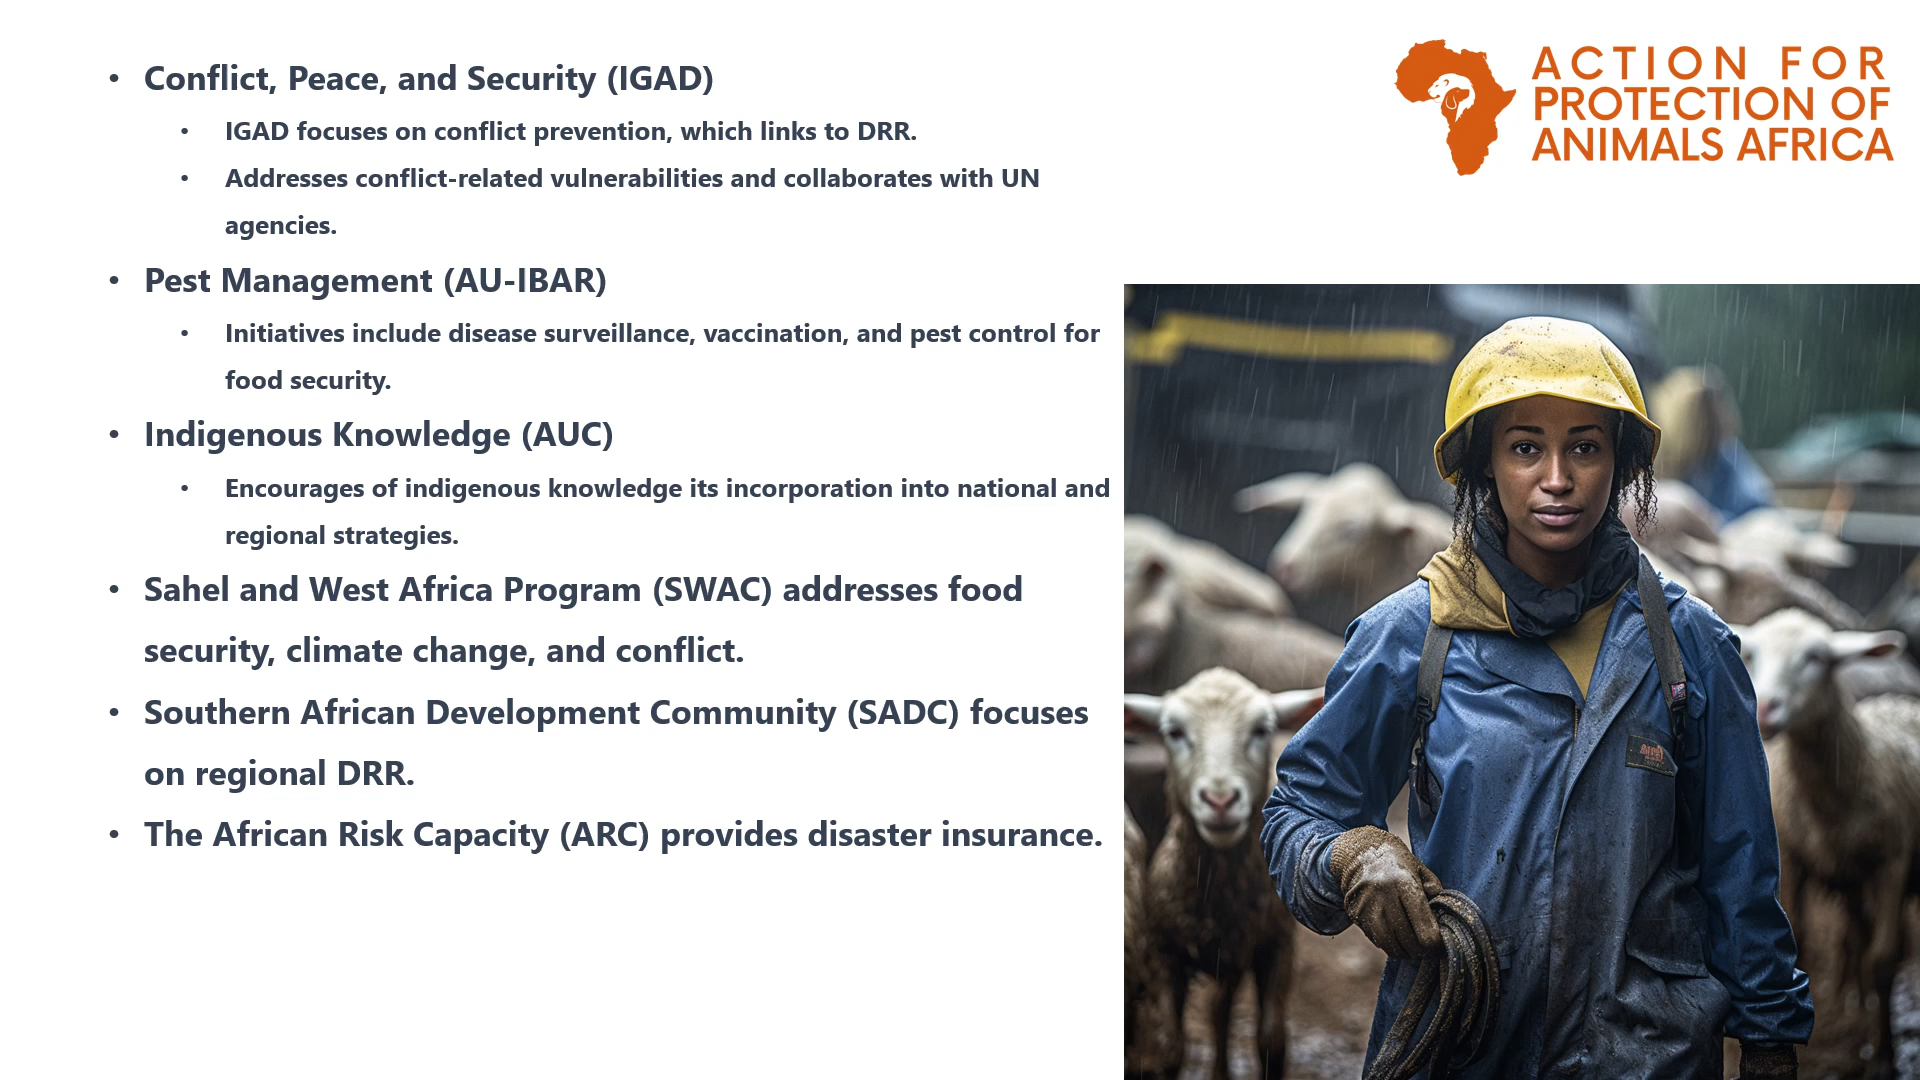 • Conflict, Peace, and Security (IGAD)
• IGAD focuses on conflict prevention, which links to DRR.
• Addresses conflict-related vulnerabilities and collaborates with UN
agencies.
• Pest Management (AU-IBAR)
• Initiatives include disease surveillance, vaccination, and pest control for
food security.
• Indigenous Knowledge (AUC)
• Encourages of indigenous knowledge its incorporation into national and
regional strategies.
• Sahel and West Africa Program (SWAC) addresses food
security, climate change, and conflict.
• Southern African Development Community (SADC) focuses
on regional DRR.
• The African Risk Capacity (ARC) provides disaster insurance.
ACTION FOR
PROTECTION OF
ANIMALS AFRICA